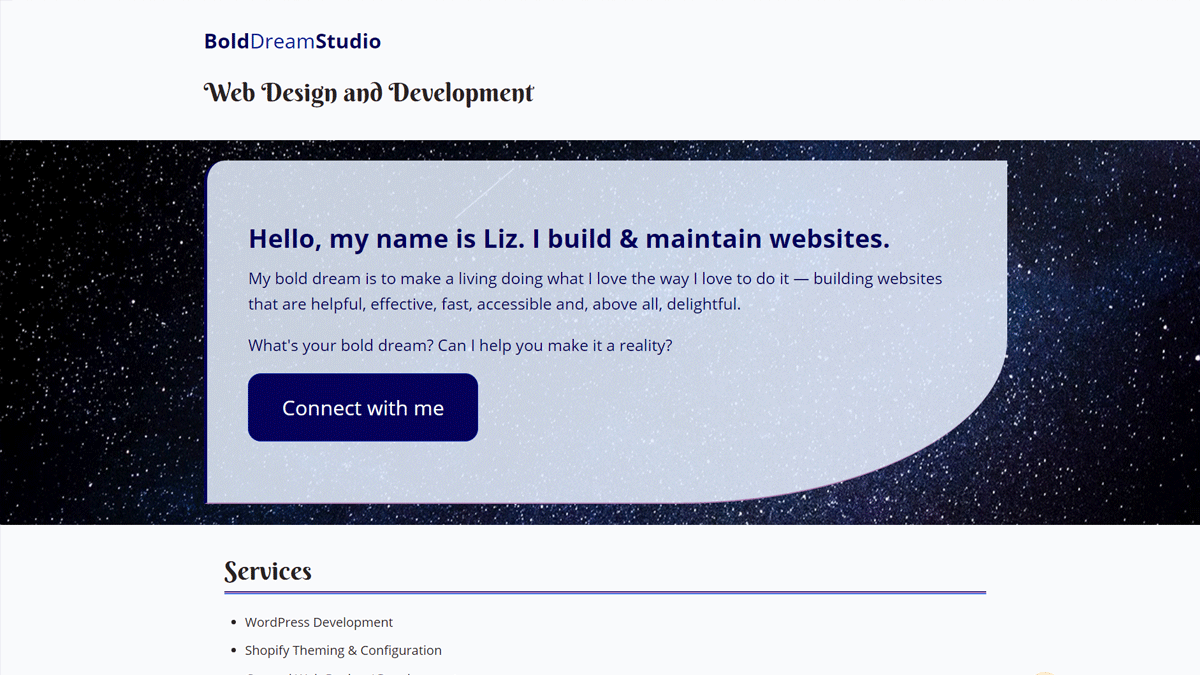 BoldDreamStudio
Web Design and Development
Hello, my name is Liz. I build & maintain websites.
My bold dream is to make a living doing what I love the way I love to do it — building websites
that are helpful, effective, fast, accessible and, above all, delightful.
What's your bold dream? Can I help you make it a reality?
Connect with me
Services
WordPress Development
Shopify Theming & Configuration